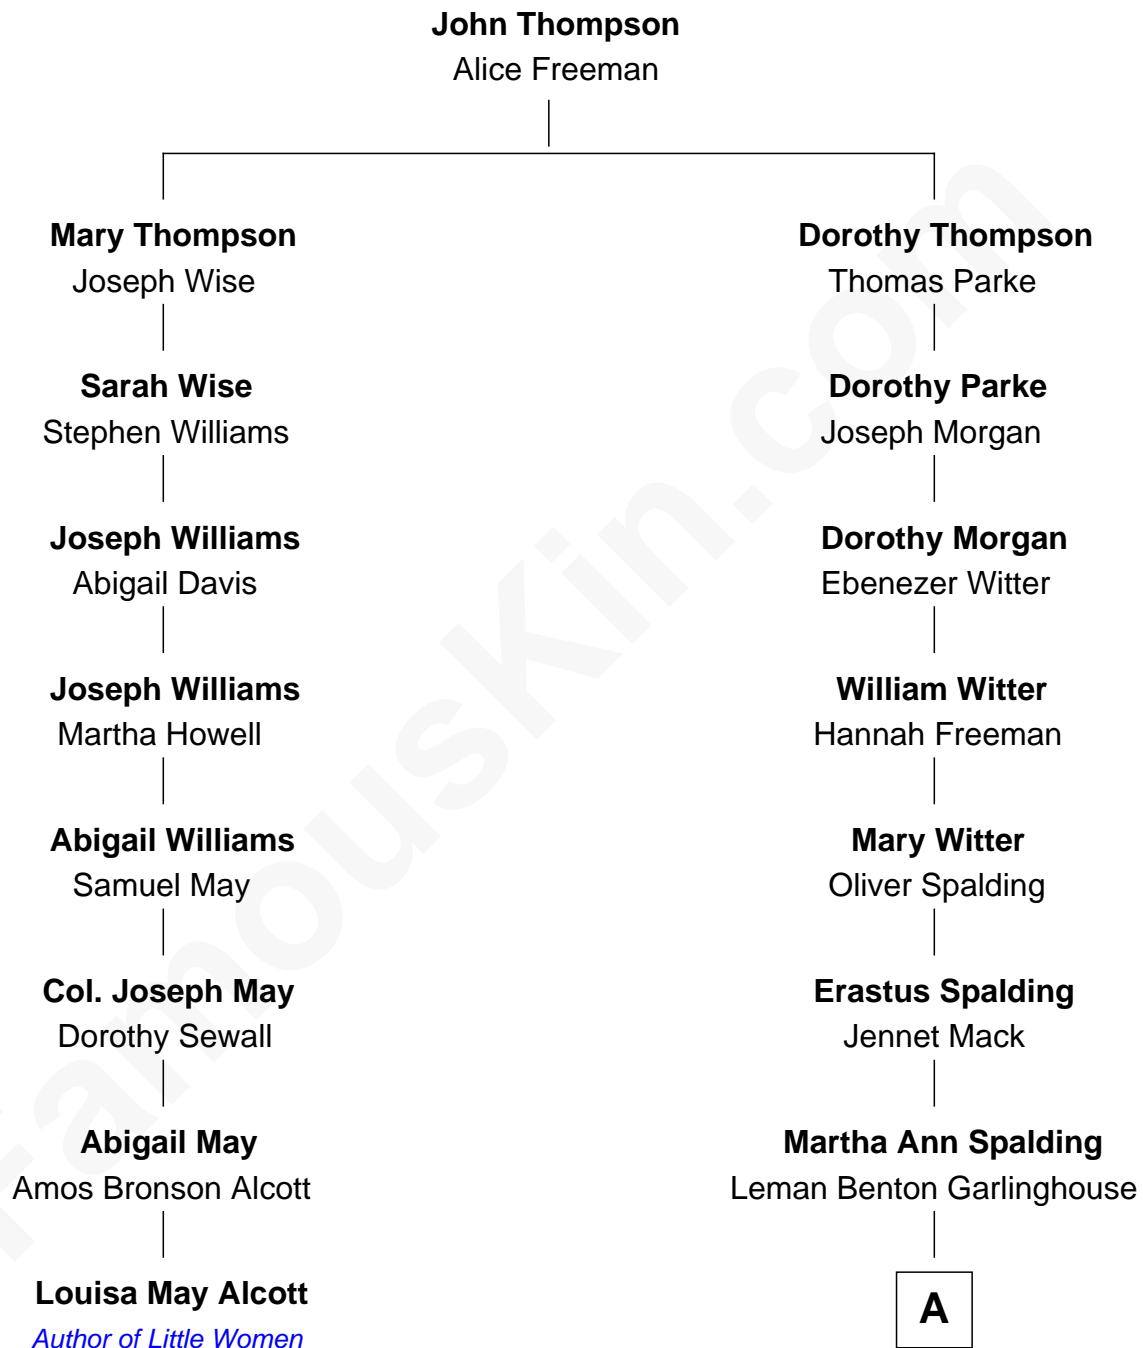 John Thompson
Alice Freeman
Mary Thompson
Joseph Wise
Dorothy Thompson
Thomas Parke
Sarah Wise
Stephen Williams
Dorothy Parke
Joseph Morgan
Joseph Williams
Abigail Davis
Dorothy Morgan
Ebenezer Witter
Joseph Williams
Martha Howell
William Witter
Hannah Freeman
Abigail Williams
Samuel May
Mary Witter
Oliver Spalding
Col. Joseph May
Dorothy Sewall
Erastus Spalding
Jennet Mack
Abigail May
Amos Bronson Alcott
Martha Ann Spalding
Leman Benton Garlinghouse
Louisa May Alcott
Author of Little Women
A
FamousKin.com